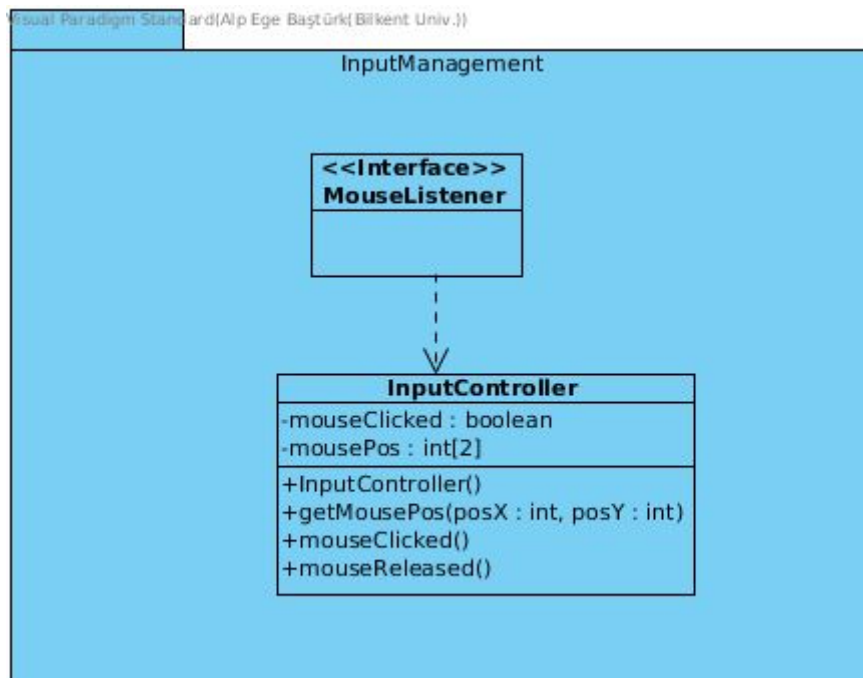 Visual Paradigm Standard(Alp Ege Baştürk(Bilkent Univ.))
InputManagement
<<Interface>>
MouseListener
InputController
-mouseClicked : boolean
-mousePos : int[2]
+InputController()
+getMousePos(posX : int, posY : int)
+mouseClicked()
+mouseReleased()